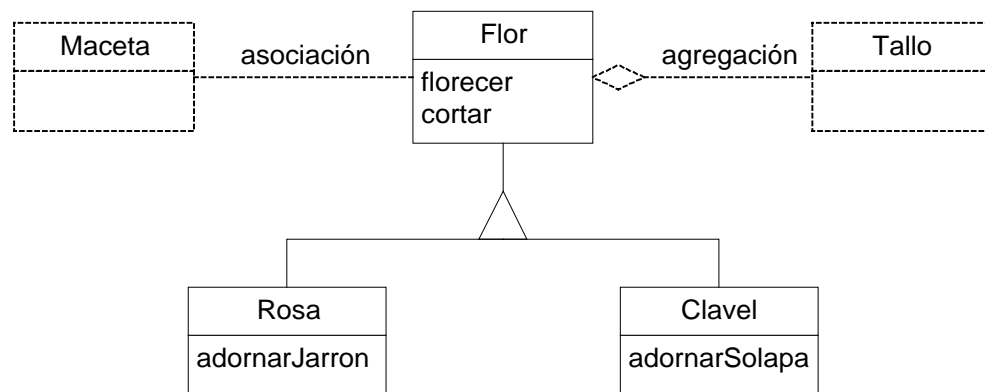 Maceta
asociación
Flor
florecer
cortar
agregación
Tallo
Rosa
adornarJarron
Clavel
adornarSolapa